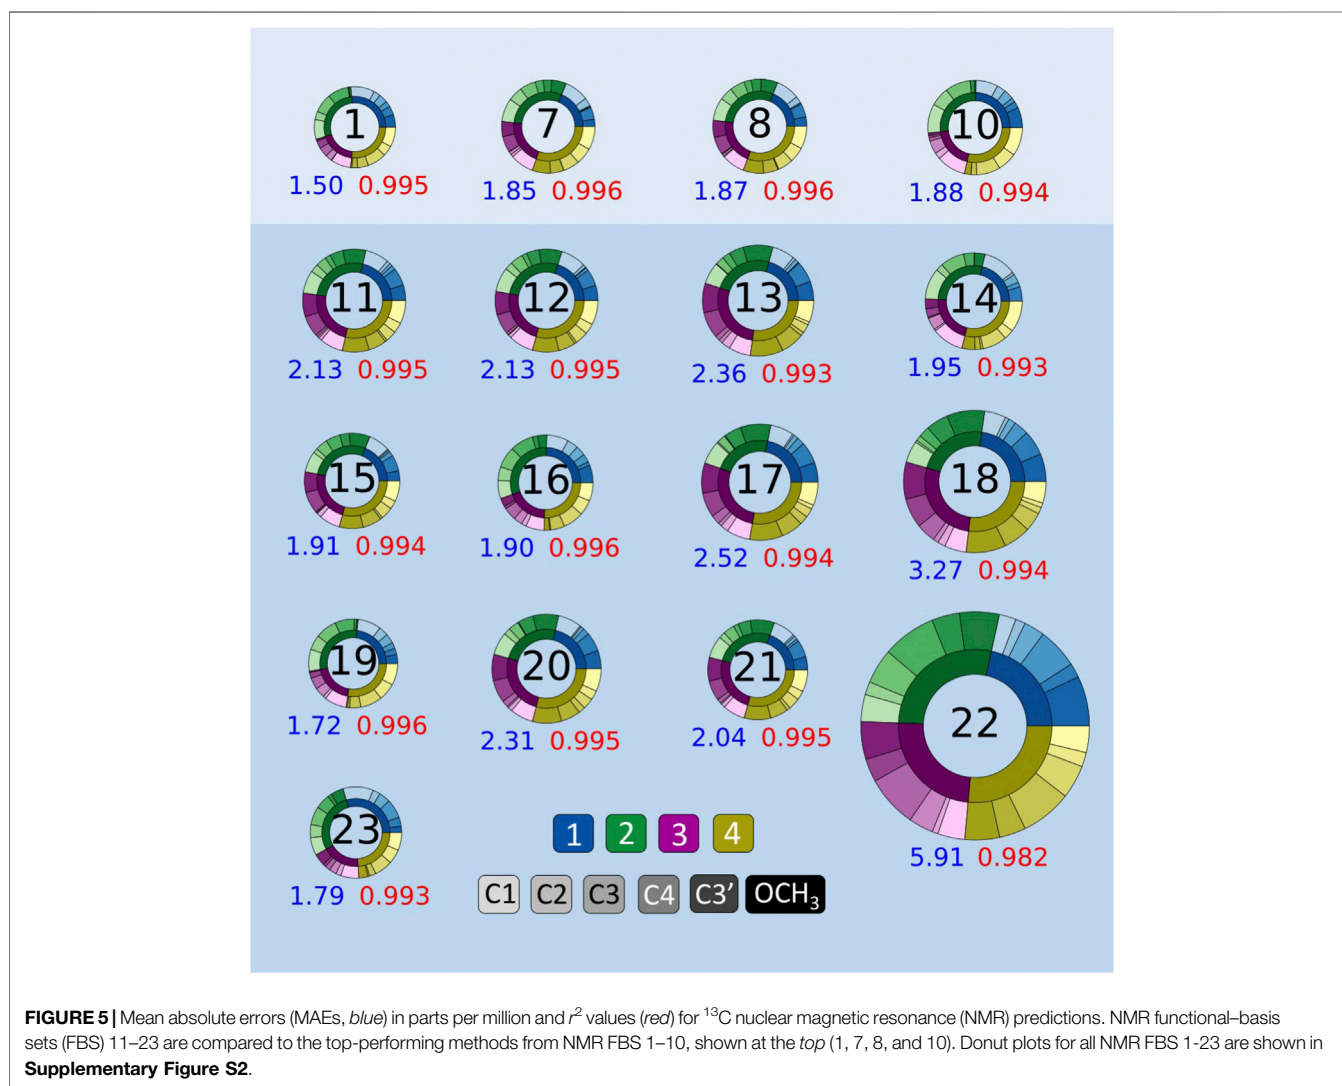 1 7 8 10
1.50 0.995 1.85 0.996 1.87 0.996 1.88 0.994
11 12 13 14
2.13 0.995 2.13 0.995 2.36 0.993 1.95 0.993
15 16 17 18
1.91 0.994 1.90 0.996 2.52 0.994 3.27 0.994
19 20 21 22
1.72 0.996 2.31 0.995 2.04 0.995 5.91 0.982
23
1.79 0.993
1 2 3 4
C1 C2 C3 C4 C3’ OCH₃
FIGURE 5 | Mean absolute errors (MAEs, blue) in parts per million and r² values (red) for ¹³C nuclear magnetic resonance (NMR) predictions. NMR functional–basis
sets (FBS) 11–23 are compared to the top-performing methods from NMR FBS 1–10, shown at the top (1, 7, 8, and 10). Donut plots for all NMR FBS 1-23 are shown in
Supplementary Figure S2.